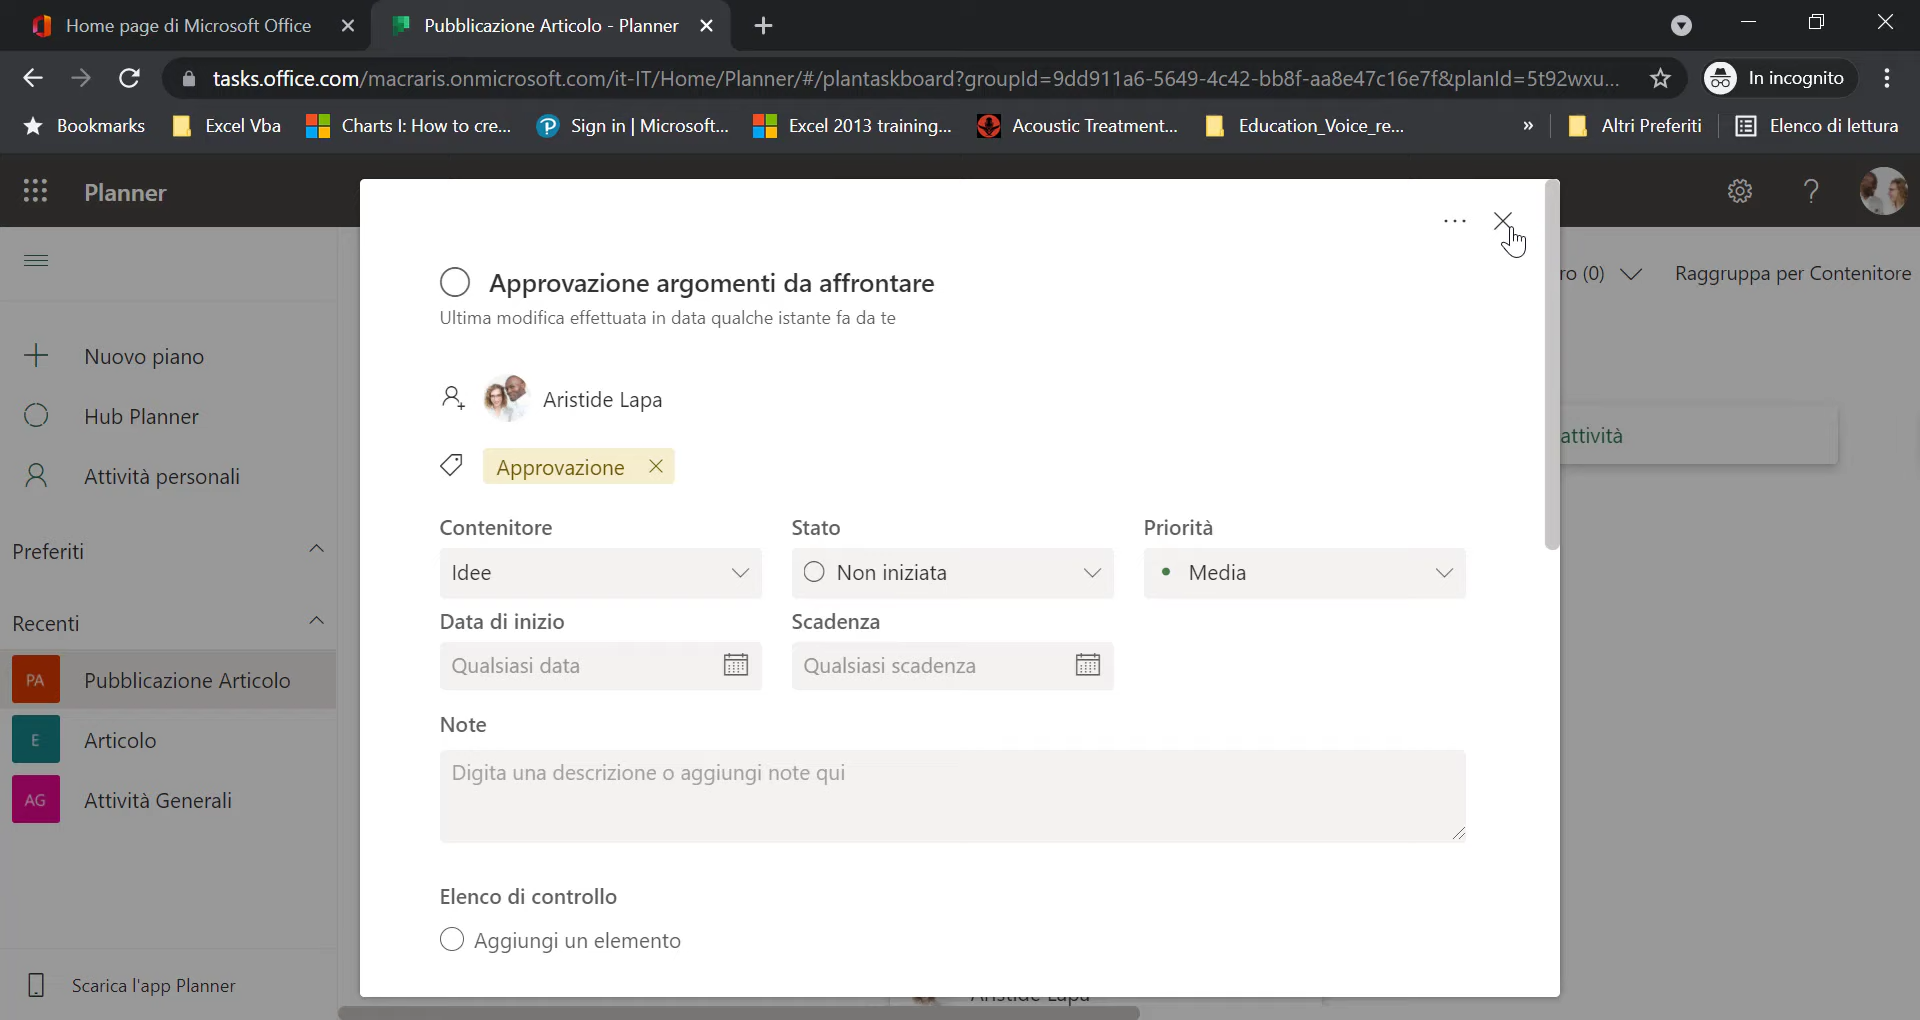 Home page di Microsoft Office
Pubblicazione Articolo - Planner
tasks.office.com/macraris.onmicrosoft.com/it-IT/Home/Planner/#/plantaskboard?groupId=9dd911a6-5649-4c42-bb8f-aa8e47c16e7f&planId=5t92wxu...
In incognito
Bookmarks
Excel Vba
Charts I: How to cre...
Sign in | Microsoft...
Excel 2013 training...
Acoustic Treatment...
Education_Voice_re...
»
Altri Preferiti
Elenco di lettura
Planner
?
Nuovo piano
Hub Planner
Attività personali
Preferiti
Recenti
PA Pubblicazione Articolo
E Articolo
AG Attività Generali
Scarica l'app Planner
ro (0)
Raggruppa per Contenitore
attività
Approvazione argomenti da affrontare
Ultima modifica effettuata in data qualche istante fa da te
Aristide Lapa
Approvazione
Contenitore Stato Priorità
Idee Non iniziata Media
Data di inizio Scadenza
Qualsiasi data Qualsiasi scadenza
Note
Digita una descrizione o aggiungi note qui
Elenco di controllo
Aggiungi un elemento
Aristide Lapa